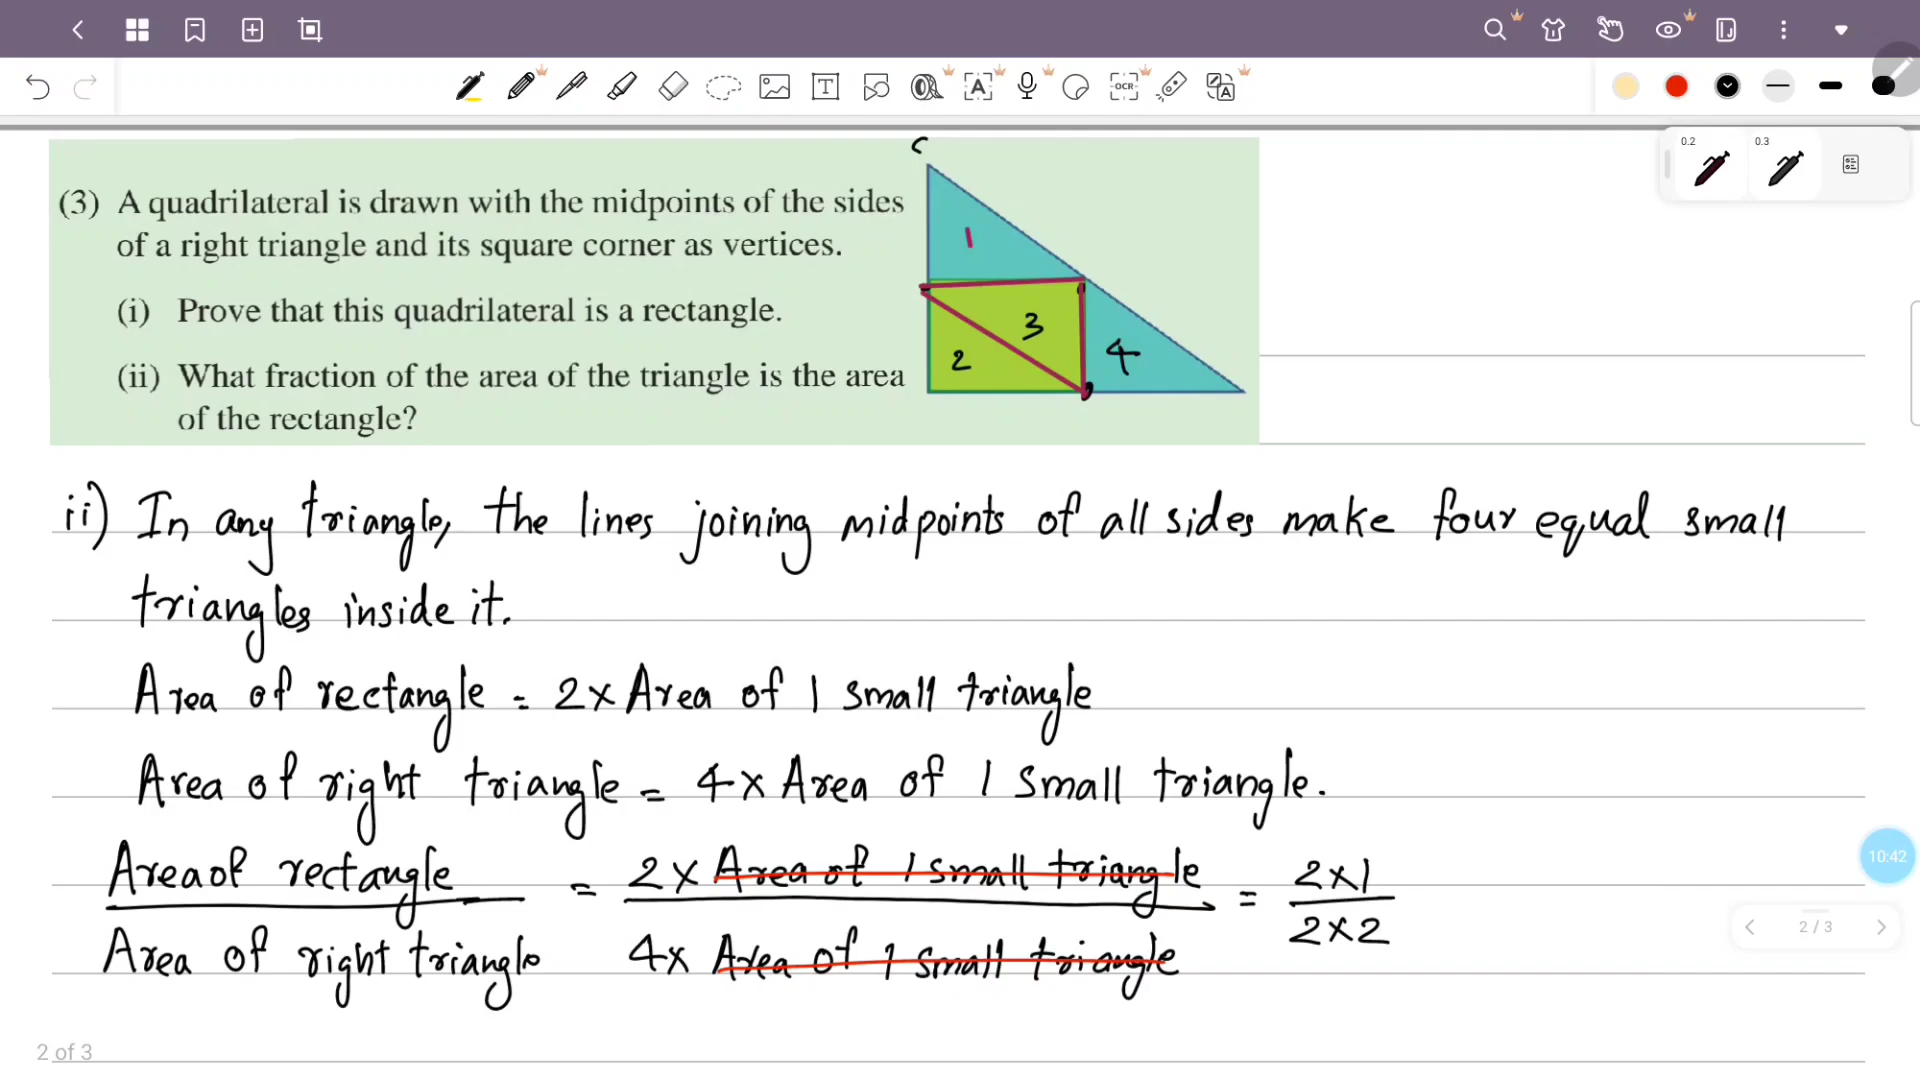 T
A
OCR
A
0.2
0.3
C
(3) A quadrilateral is drawn with the midpoints of the sides
of a right triangle and its square corner as vertices.
(i) Prove that this quadrilateral is a rectangle.
(ii) What fraction of the area of the triangle is the area
of the rectangle?
1
3
2
4
ii) In any triangle, the lines joining midpoints of all sides make four equal small
triangles inside it.
Area of rectangle = 2 x Area of 1 small triangle
Area of right triangle = 4 x Area of 1 small triangle.
Area of rectangle = 2 x Area of 1 small triangle = 2x1
Area of right triangle 4x Area of 1 small triangle 2x2
10:42
2 / 3
2 of 3